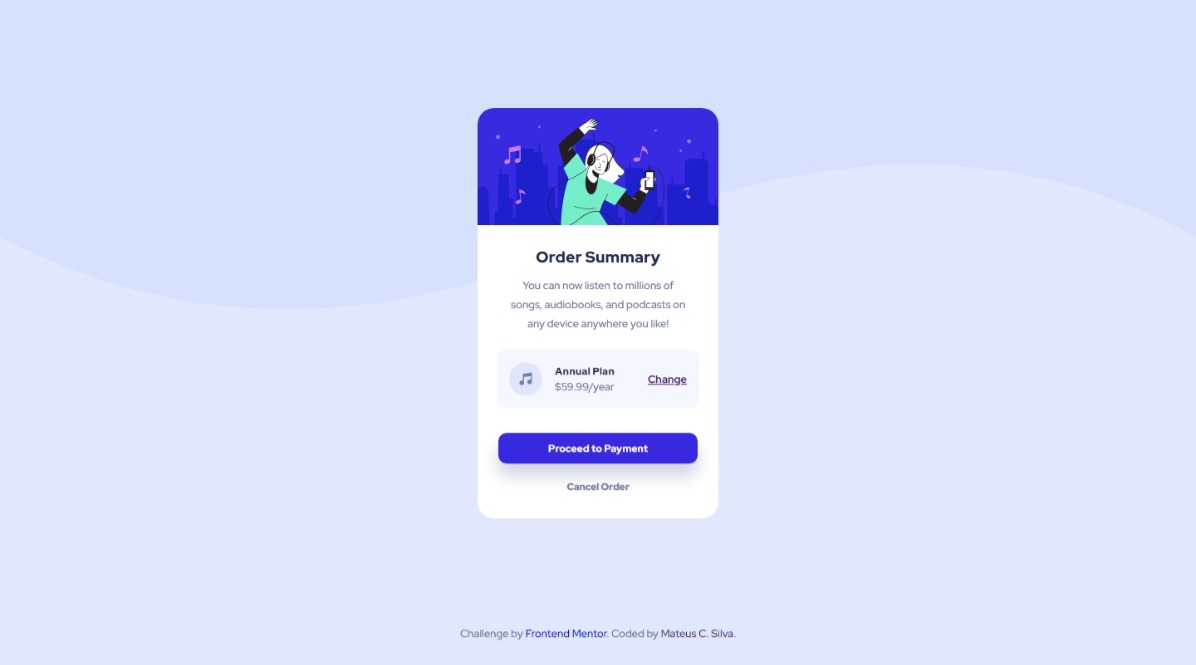 Order Summary
You can now listen to millions of
songs, audiobooks, and podcasts on
any device anywhere you like!
Annual Plan
$59.99/year
Change
Proceed to Payment
Cancel Order
Challenge by Frontend Mentor. Coded by Mateus C. Silva.